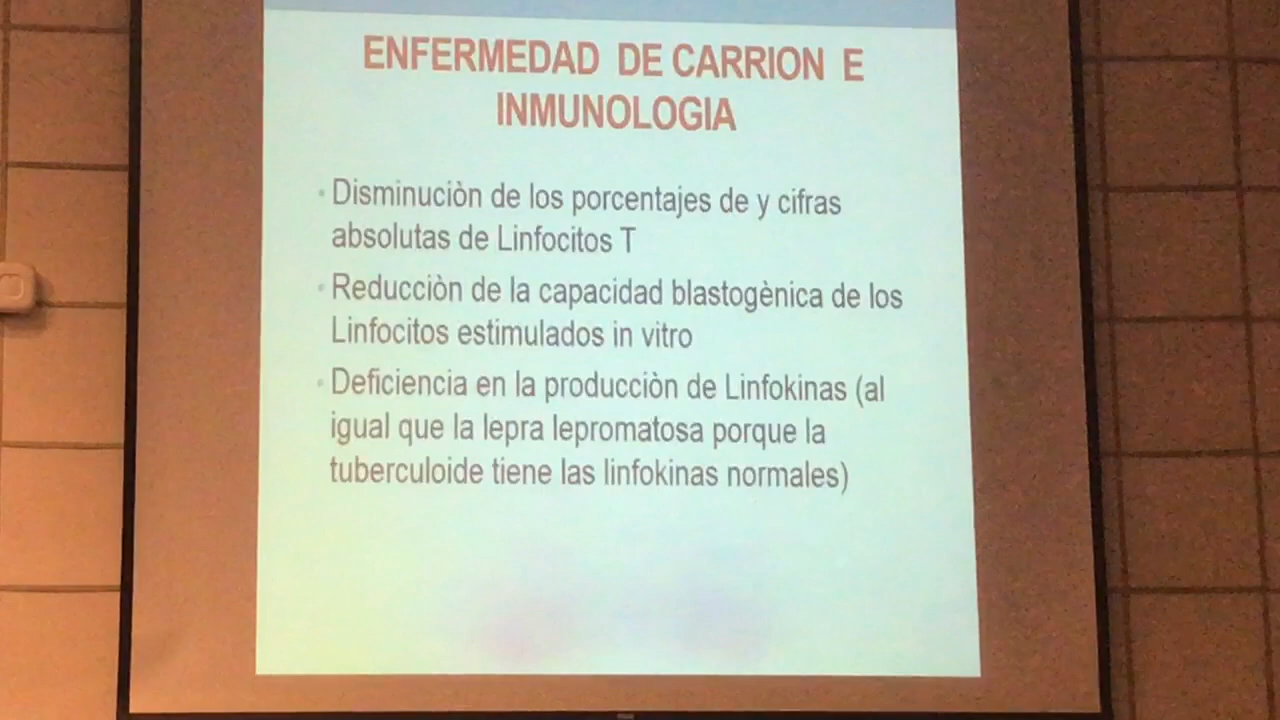 ENFERMEDAD DE CARRION E
INMUNOLOGIA
• Disminuciòn de los porcentajes de y cifras
absolutas de Linfocitos T
• Reducciòn de la capacidad blastogènica de los
Linfocitos estimulados in vitro
• Deficiencia en la producciòn de Linfokinas (al
igual que la lepra lepromatosa porque la
tuberculoide tiene las linfokinas normales)